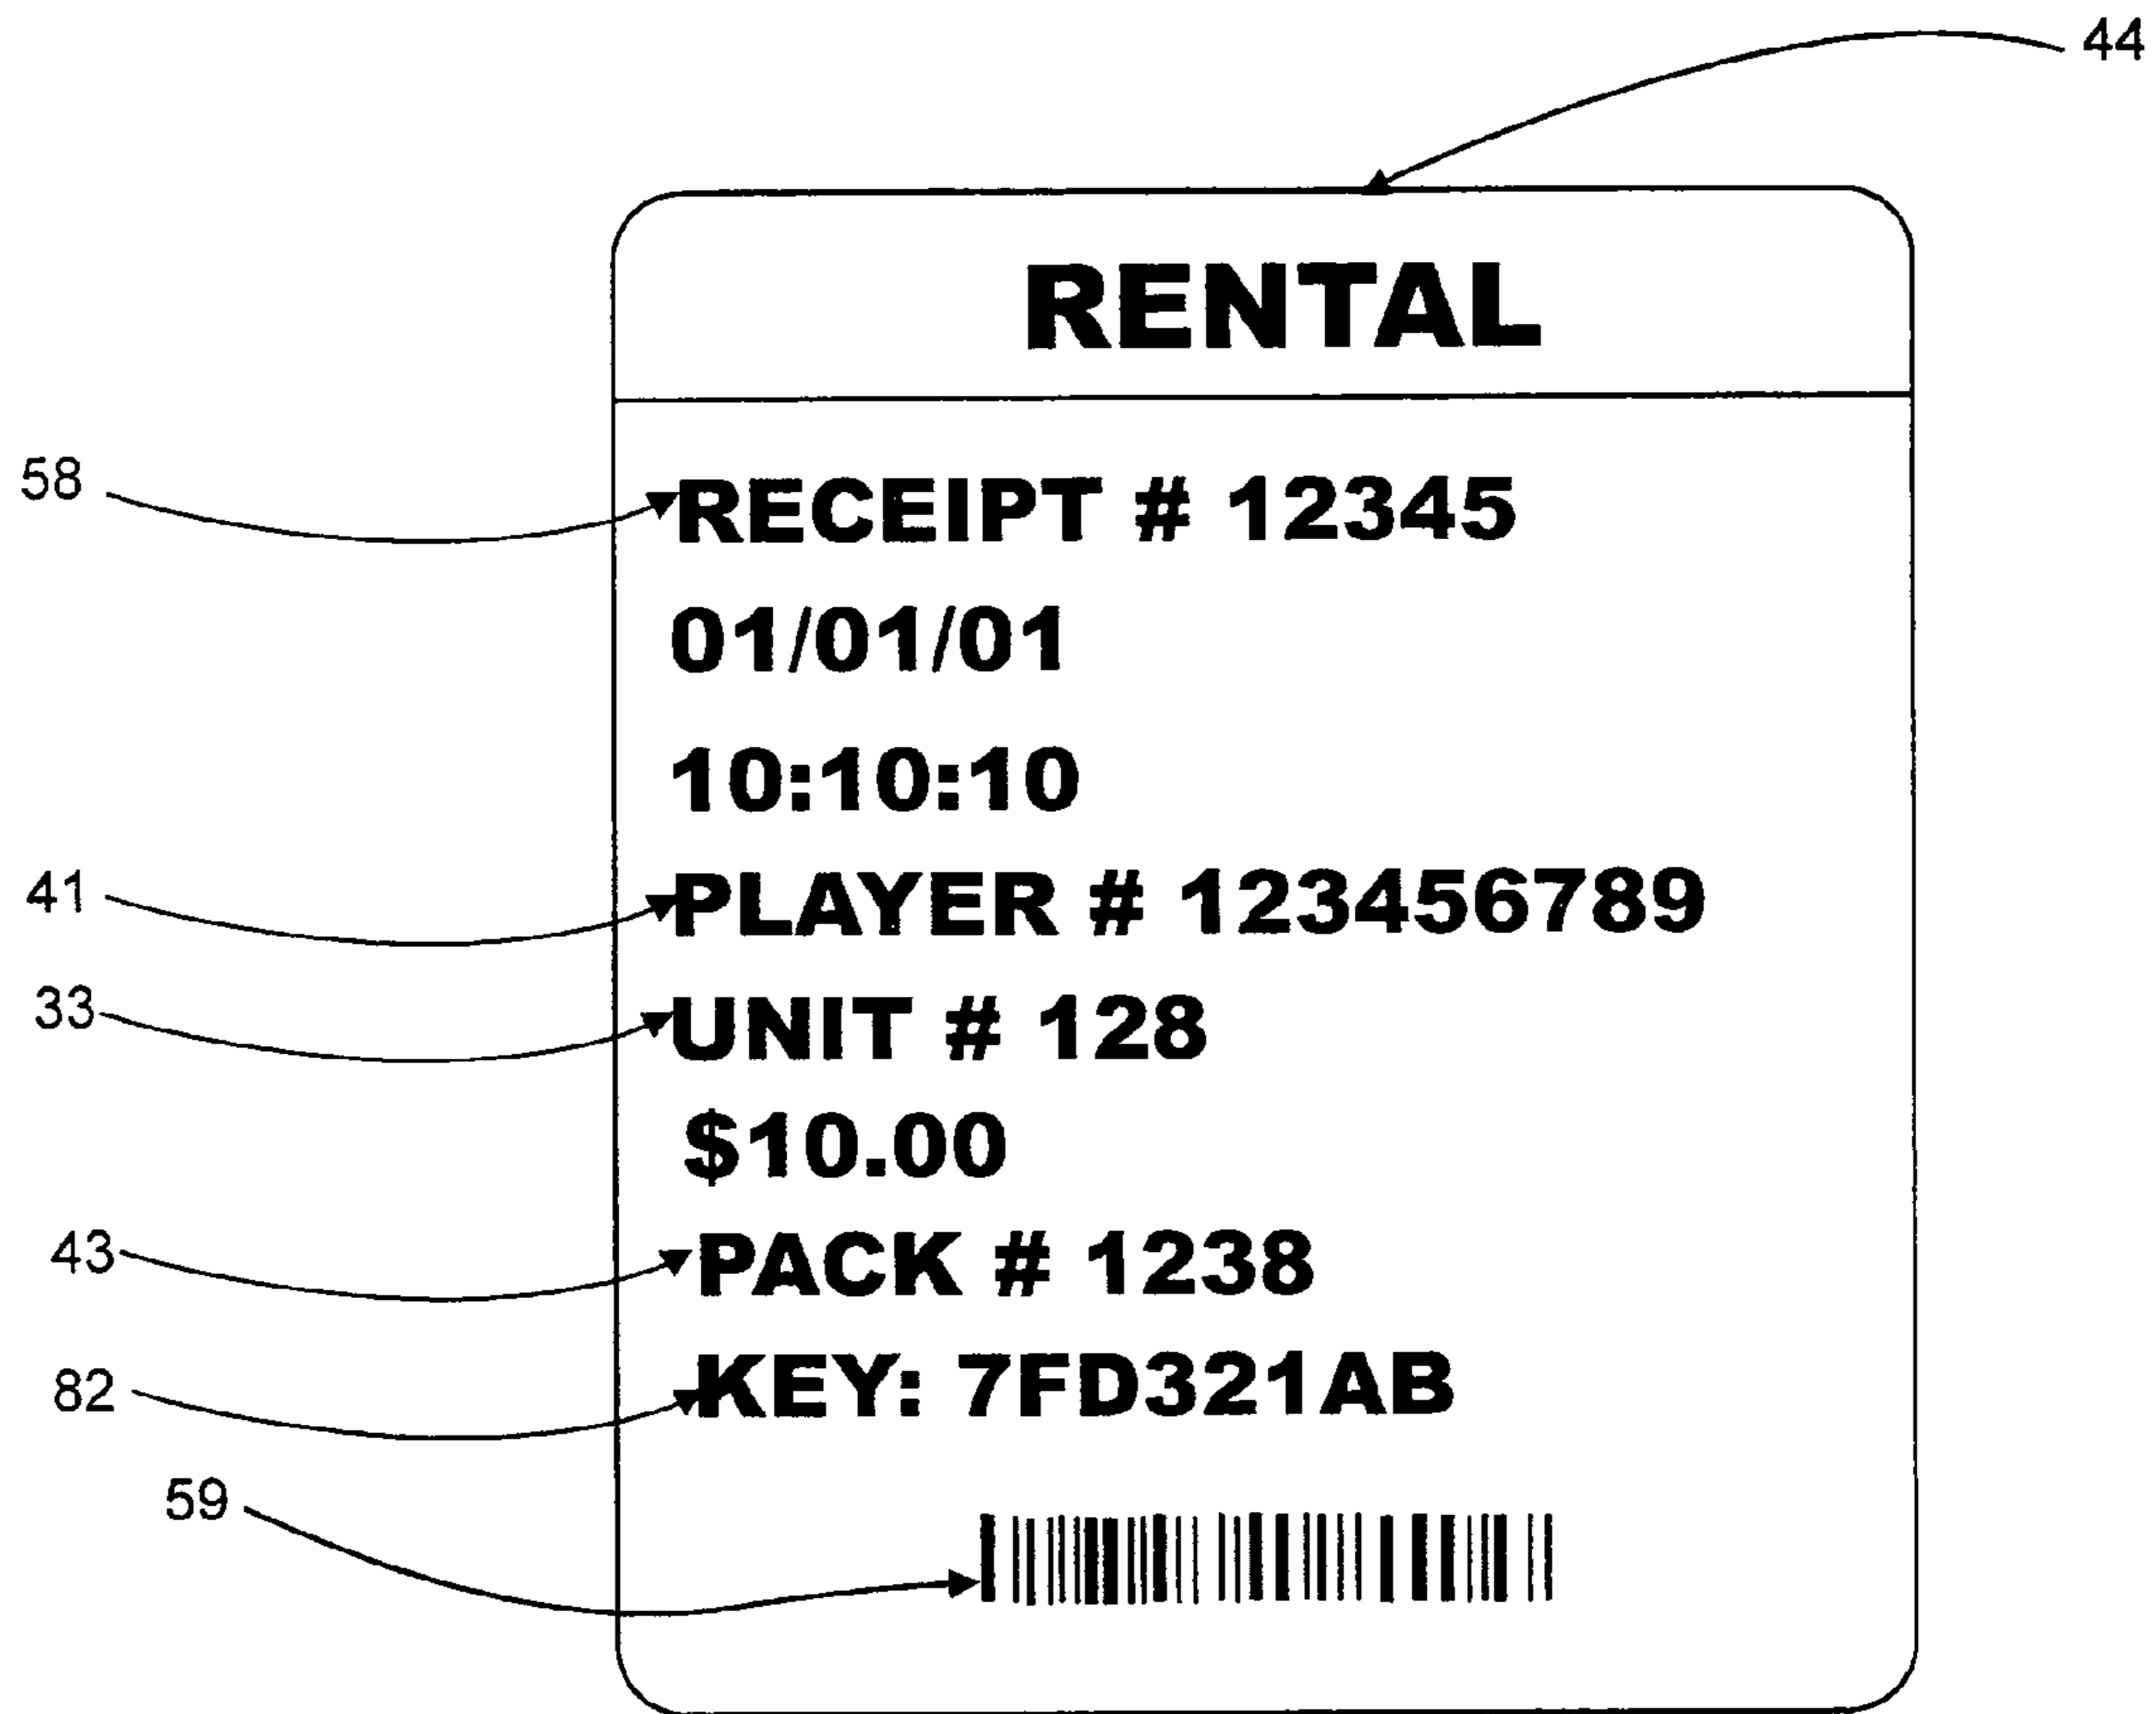 44
RENTAL
58
RECEIPT # 12345
01/01/01
10:10:10
41
PLAYER # 123456789
33
UNIT # 128
$10.00
43
PACK # 1238
82
KEY: 7FD321AB
59